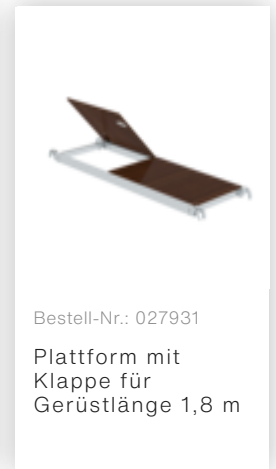 Bestell-Nr.: 027931
Plattform mit
Klappe für
Gerüstlänge 1,8 m